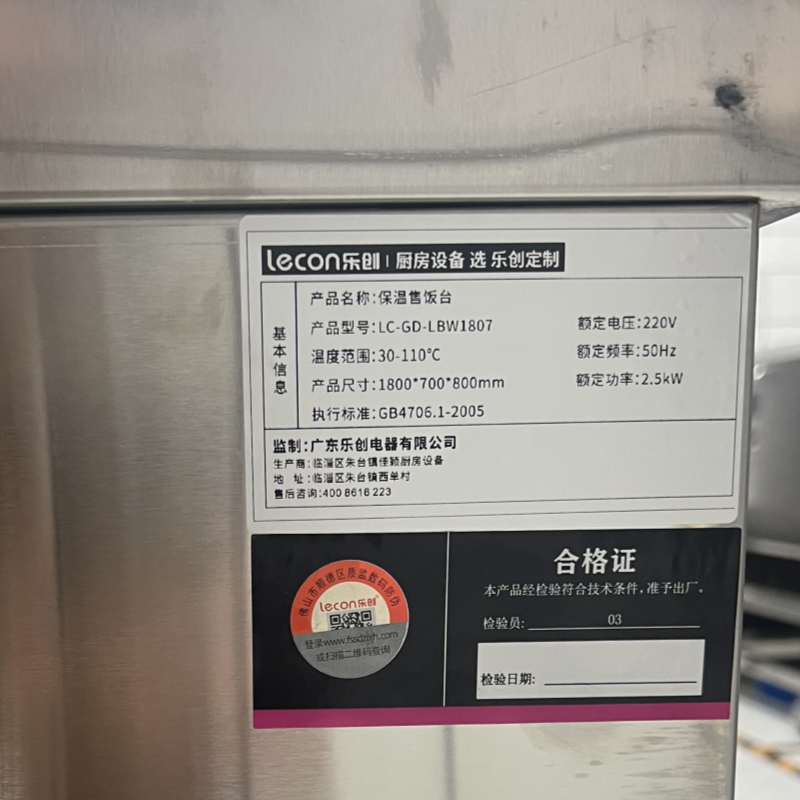 lecon乐创 | 厨房设备 选 乐创定制
基本信息
产品名称:保温售饭台
产品型号:LC-GD-LBW1807
额定电压:220V
温度范围:30-110℃
额定频率:50Hz
产品尺寸:1800*700*800mm
额定功率:2.5kW
执行标准:GB4706.1-2005
监制:广东乐创电器有限公司
生产商:临淄区朱台镇佳颖厨房设备
地 址:临淄区朱台镇西单村
售后咨询:400 8616 223
佛山市顺德区质监数码防伪
lecon乐创
登录www.fssdzlxjh.com
或扫描二维码查询
合格证
本产品经检验符合技术条件,准予出厂。
检验员: 03
检验日期: